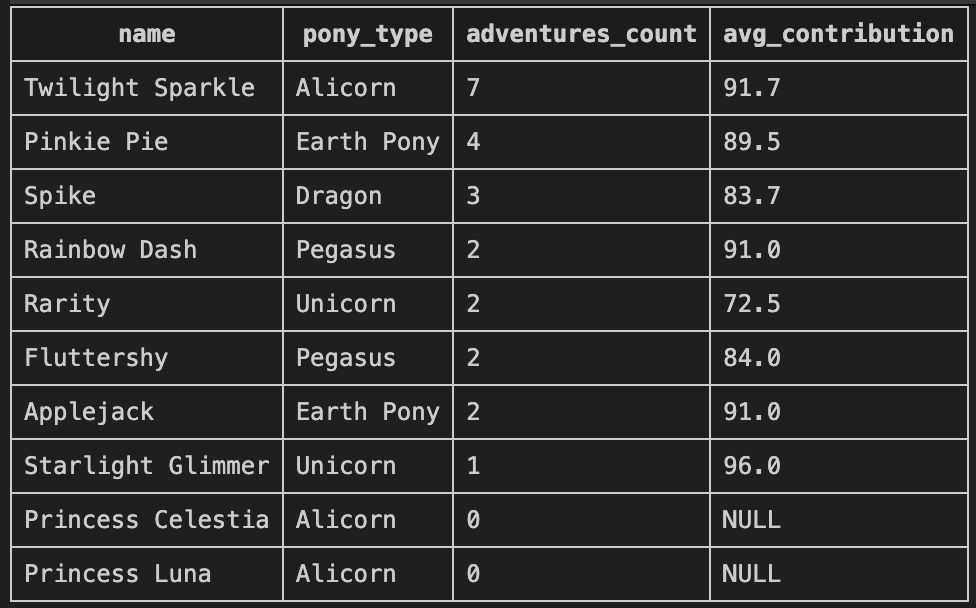 name pony_type adventures_count avg_contribution
Twilight Sparkle Alicorn 7 91.7
Pinkie Pie Earth Pony 4 89.5
Spike Dragon 3 83.7
Rainbow Dash Pegasus 2 91.0
Rarity Unicorn 2 72.5
Fluttershy Pegasus 2 84.0
Applejack Earth Pony 2 91.0
Starlight Glimmer Unicorn 1 96.0
Princess Celestia Alicorn 0 NULL
Princess Luna Alicorn 0 NULL